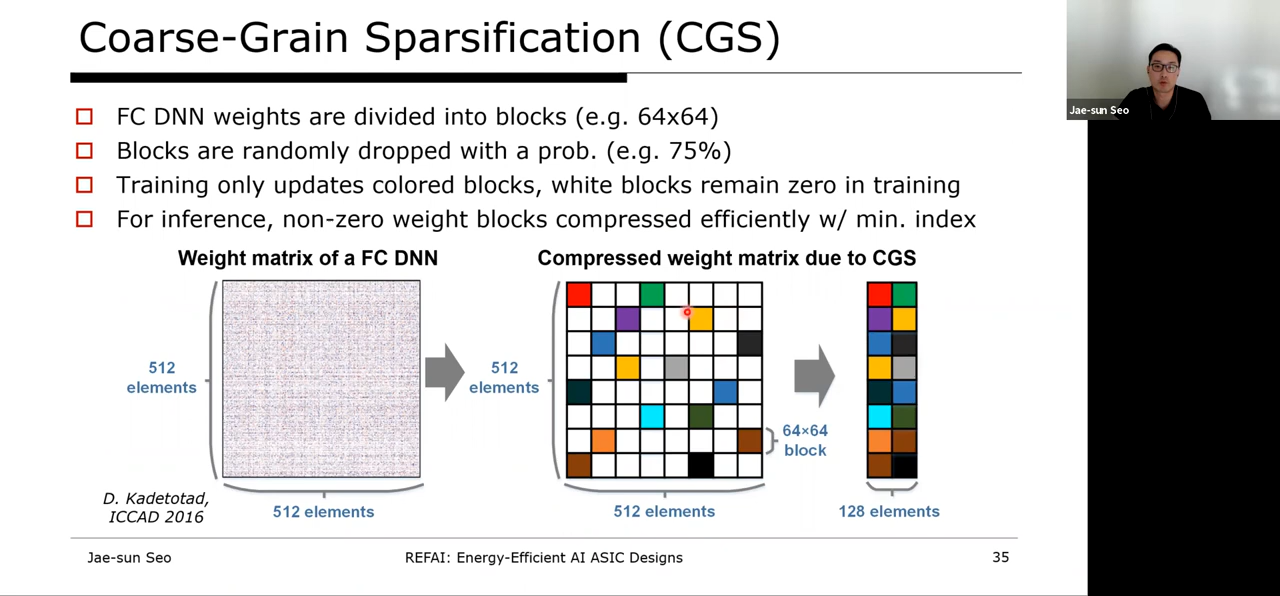 Coarse-Grain Sparsification (CGS)
Jae-sun Seo
FC DNN weights are divided into blocks (e.g. 64x64)
Blocks are randomly dropped with a prob. (e.g. 75%)
Training only updates colored blocks, white blocks remain zero in training
For inference, non-zero weight blocks compressed efficiently w/ min. index
Weight matrix of a FC DNN
Compressed weight matrix due to CGS
512
elements
512
elements
64×64
block
D. Kadetotad,
ICCAD 2016
512 elements
512 elements
128 elements
Jae-sun Seo
REFAI: Energy-Efficient AI ASIC Designs
35